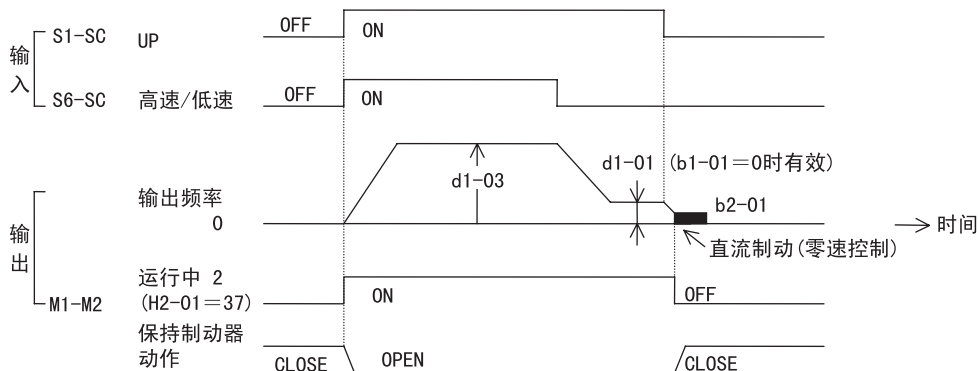 输入
S1-SC UP OFF ON
S6-SC 高速/低速 OFF ON
输出
输出频率
0
d1-03
d1-01 (b1-01=0时有效)
b2-01
时间
直流制动(零速控制)
M1-M2
运行中 2
(H2-01=37)
ON
OFF
保持制动器
动作
CLOSE
OPEN
CLOSE